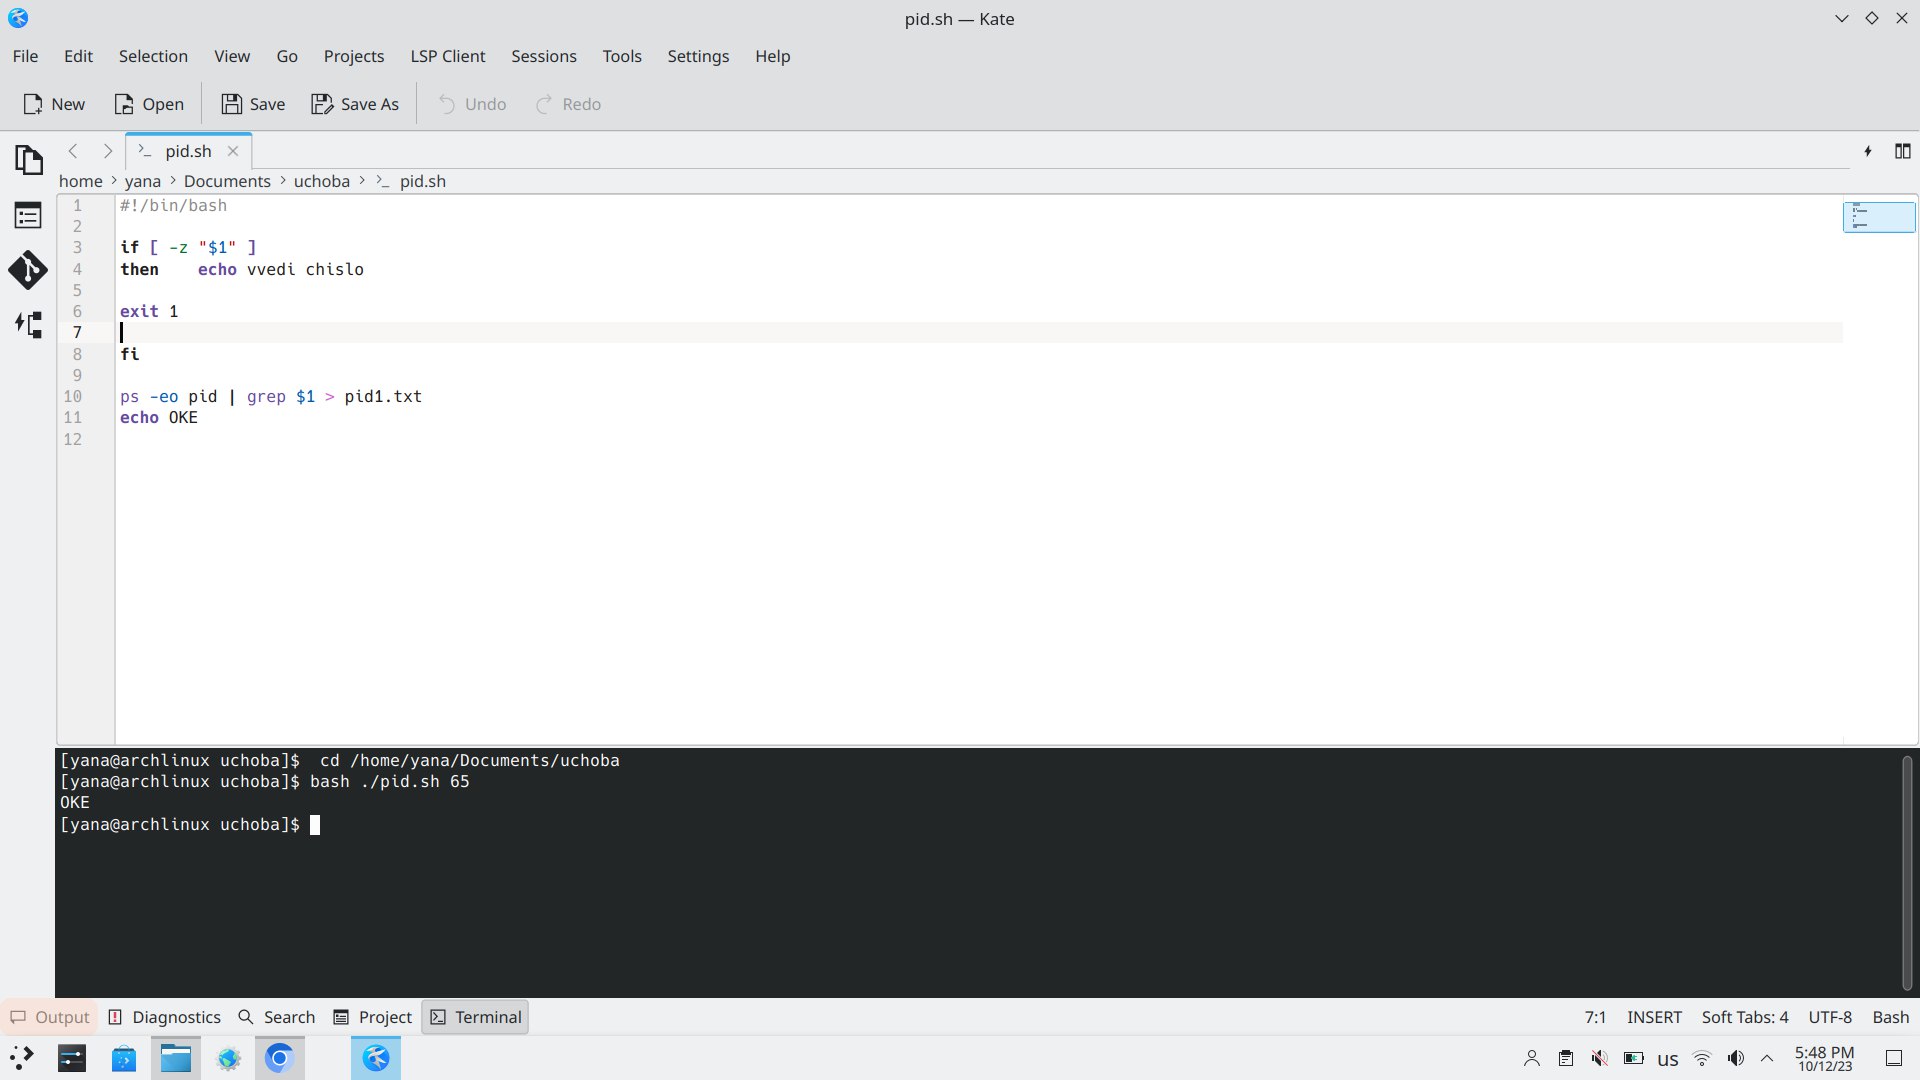 pid.sh — Kate
File Edit Selection View Go Projects LSP Client Sessions Tools Settings Help
New Open Save Save As Undo Redo
pid.sh
home > yana > Documents > uchoba > pid.sh
1 #!/bin/bash
2
3 if [ -z "$1" ]
4 then    echo vvedi chislo
5
6 exit 1
7
8 fi
9
10 ps -eo pid | grep $1 > pid1.txt
11 echo OKE
12
[yana@archlinux uchoba]$  cd /home/yana/Documents/uchoba
[yana@archlinux uchoba]$ bash ./pid.sh 65
OKE
[yana@archlinux uchoba]$
Output Diagnostics Search Project Terminal 7:1 INSERT Soft Tabs: 4 UTF-8 Bash
us 5:48 PM
10/12/23